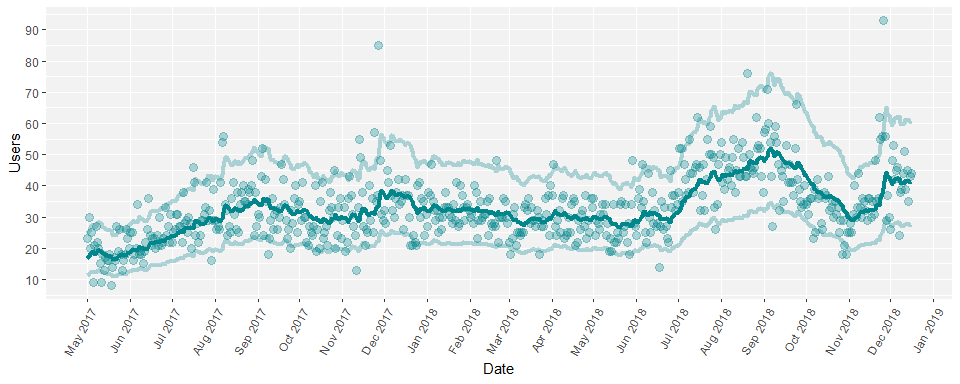 Users
90
80
70
60
50
40
30
20
10
May 2017
Jun 2017
Jul 2017
Aug 2017
Sep 2017
Oct 2017
Nov 2017
Dec 2017
Jan 2018
Feb 2018
Mar 2018
Apr 2018
May 2018
Jun 2018
Jul 2018
Aug 2018
Sep 2018
Oct 2018
Nov 2018
Dec 2018
Jan 2019
Date